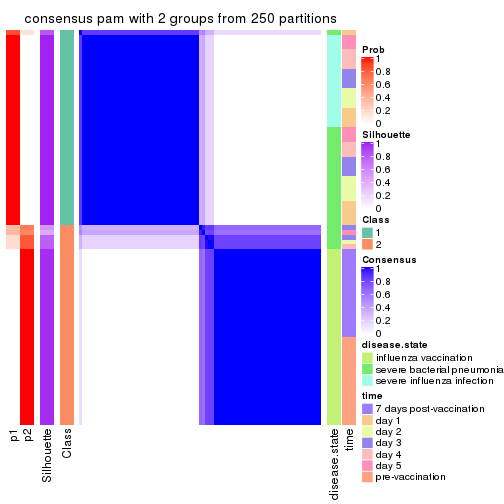 consensus pam with 2 groups from 250 partitions
Prob
1
0.8
0.6
0.4
0.2
0
Silhouette
1
0.8
0.6
0.4
0.2
0
Class
1
2
Consensus
1
0.8
0.6
0.4
0.2
0
disease.state
influenza vaccination
severe bacterial pneumonia
severe influenza infection
time
7 days post-vaccination
day 1
day 2
day 3
day 4
day 5
pre-vaccination
p1
p2
Silhouette
Class
disease.state
time